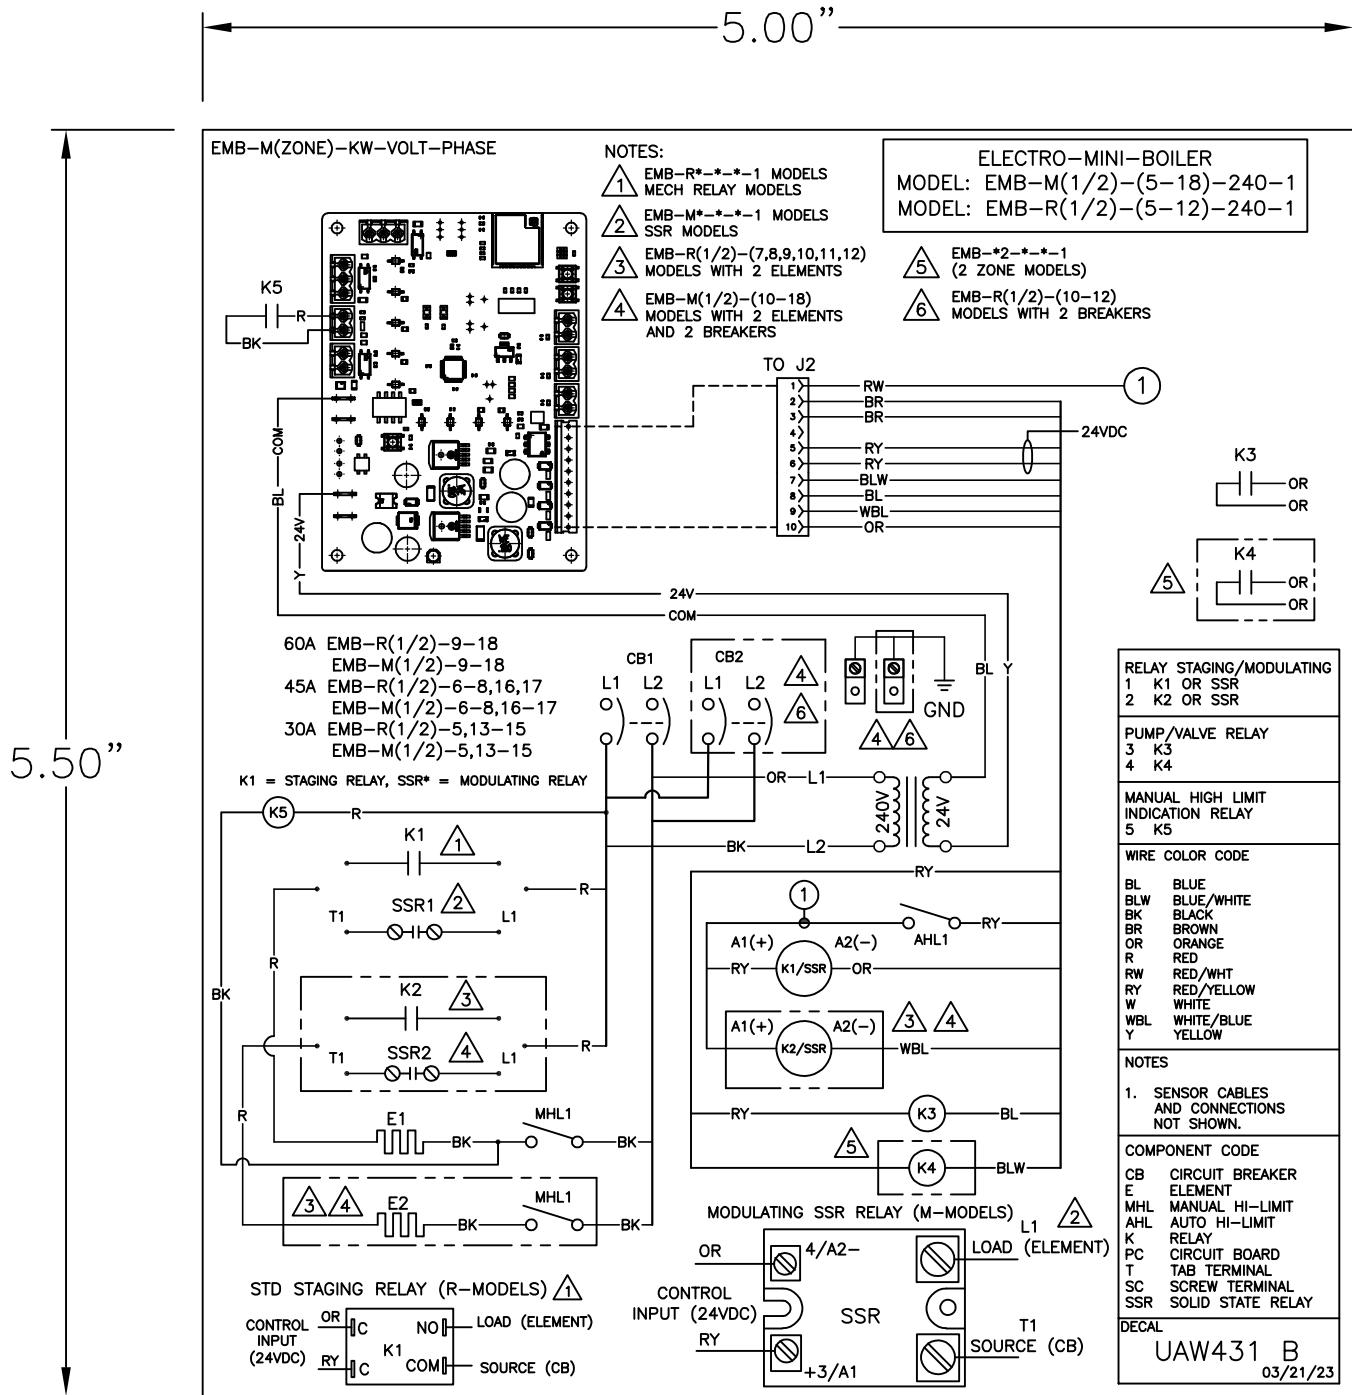 5.00"
5.50"
EMB-M(ZONE)-KW-VOLT-PHASE
NOTES:
1 EMB-R*-*-*-1 MODELS
MECH RELAY MODELS
2 EMB-M*-*-*-1 MODELS
SSR MODELS
3 EMB-R(1/2)-(7,8,9,10,11,12)
MODELS WITH 2 ELEMENTS
4 EMB-M(1/2)-(10-18)
MODELS WITH 2 ELEMENTS
AND 2 BREAKERS
ELECTRO-MINI-BOILER
MODEL: EMB-M(1/2)-(5-18)-240-1
MODEL: EMB-R(1/2)-(5-12)-240-1
5 EMB-*2-*-*-1
(2 ZONE MODELS)
6 EMB-R(1/2)-(10-12)
MODELS WITH 2 BREAKERS
K5
R
BK
COM
BL
24V
Y
TO J2
1 RW 1
2 BR
3 BR
4
5 RY
6 RY
7 BLW
8 BL
9 WBL
10 OR
24VDC
K3
OR
OR
5
K4
OR
OR
24V
COM
BL Y
60A EMB-R(1/2)-9-18
EMB-M(1/2)-9-18
45A EMB-R(1/2)-6-8,16,17
EMB-M(1/2)-6-8,16-17
30A EMB-R(1/2)-5,13-15
EMB-M(1/2)-5,13-15
K1 = STAGING RELAY, SSR* = MODULATING RELAY
CB1
L1 L2
CB2
L1 L2
4
6
GND
4 6
OR L1
240V
24V
BK L2
K5
R
K1 1
R
SSR1 2
T1 L1
R
BK
K2 3
SSR2 4
T1 L1
R
R
E1
BK
MHL1
BK
3 4
E2
BK
MHL1
BK
RY
1
AHL1
RY
A1(+) A2(-)
RY K1/SSR OR
A1(+) A2(-)
K2/SSR
WBL
3 4
RY K3 BL
5
K4 BLW
STD STAGING RELAY (R-MODELS) 1
CONTROL
INPUT
(24VDC)
OR
RY
C
C
K1
NO
COM
LOAD (ELEMENT)
SOURCE (CB)
MODULATING SSR RELAY (M-MODELS)
2
OR
CONTROL
INPUT (24VDC)
RY
4/A2-
SSR
+3/A1
L1
LOAD (ELEMENT)
T1
SOURCE (CB)
RELAY STAGING/MODULATING
1 K1 OR SSR
2 K2 OR SSR
PUMP/VALVE RELAY
3 K3
4 K4
MANUAL HIGH LIMIT
INDICATION RELAY
5 K5
WIRE COLOR CODE
BL BLUE
BLW BLUE/WHITE
BK BLACK
BR BROWN
OR ORANGE
R RED
RW RED/WHT
RY RED/YELLOW
W WHITE
WBL WHITE/BLUE
Y YELLOW
NOTES
1. SENSOR CABLES
AND CONNECTIONS
NOT SHOWN.
COMPONENT CODE
CB CIRCUIT BREAKER
E ELEMENT
MHL MANUAL HI-LIMIT
AHL AUTO HI-LIMIT
K RELAY
PC CIRCUIT BOARD
T TAB TERMINAL
SC SCREW TERMINAL
SSR SOLID STATE RELAY
DECAL
UAW431 B
03/21/23